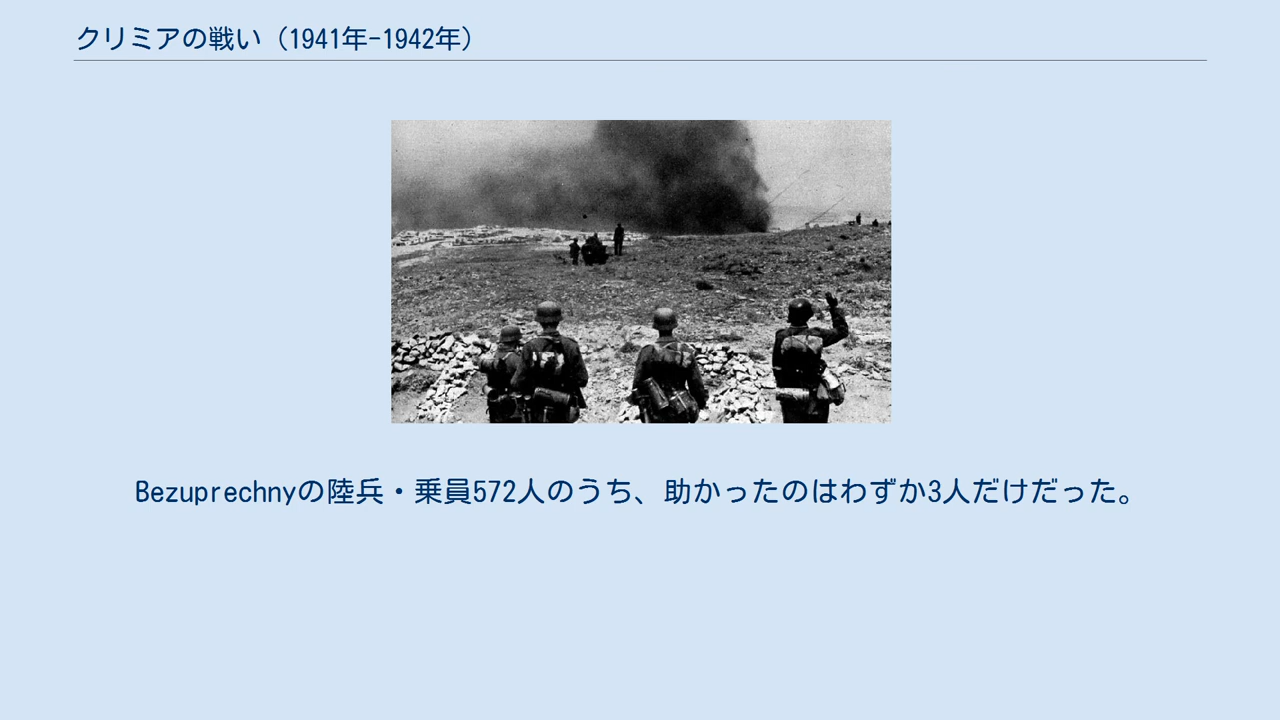 クリミアの戦い（1941年-1942年）
Bezuprechnyの陸兵・乗員572人のうち、助かったのはわずか3人だけだった。